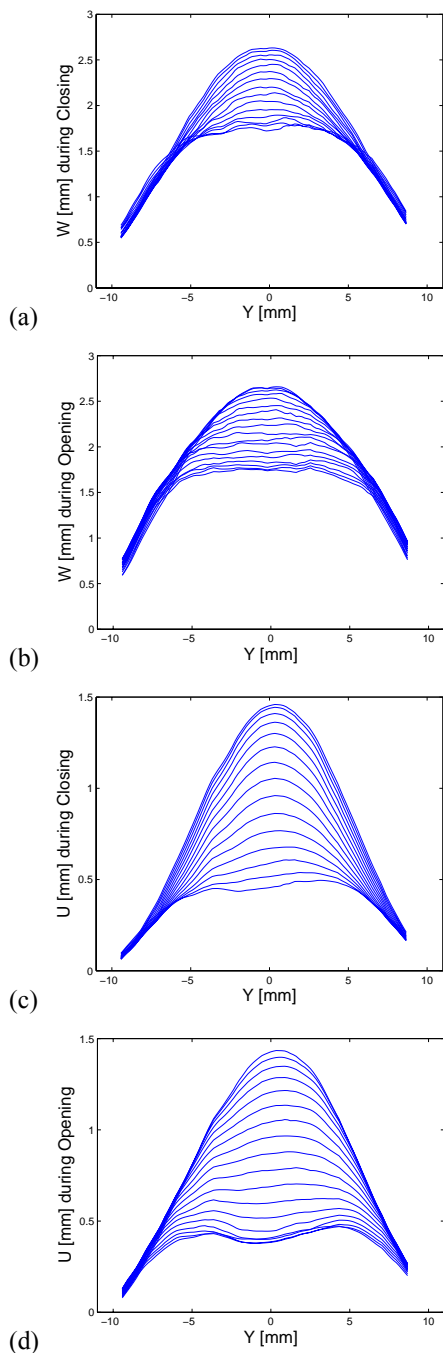 3
2.5
2
1.5
1
0.5
0
W [mm] during Closing
−10 −5 0 5 10
Y [mm]
(a)
3
2.5
2
1.5
1
0.5
0
W [mm] during Opening
−10 −5 0 5 10
Y [mm]
(b)
1.5
1
0.5
0
U [mm] during Closing
−10 −5 0 5 10
Y [mm]
(c)
1.5
1
0.5
0
U [mm] during Opening
−10 −5 0 5 10
Y [mm]
(d)